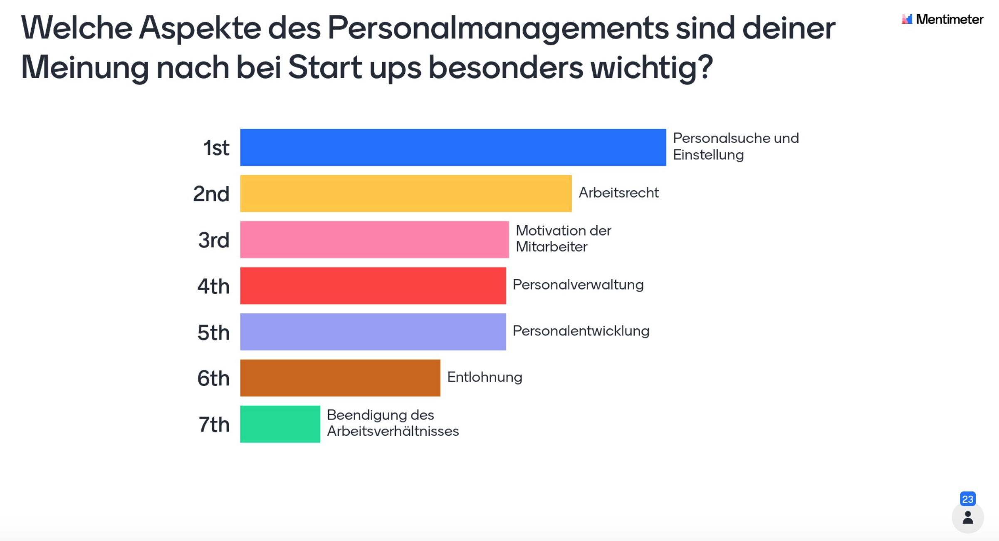 Welche Aspekte des Personalmanagements sind deiner
Meinung nach bei Start ups besonders wichtig?
Mentimeter
1st
Personalsuche und
Einstellung
2nd
Arbeitsrecht
3rd
Motivation der
Mitarbeiter
4th
Personalverwaltung
5th
Personalentwicklung
6th
Entlohnung
7th
Beendigung des
Arbeitsverhältnisses
23